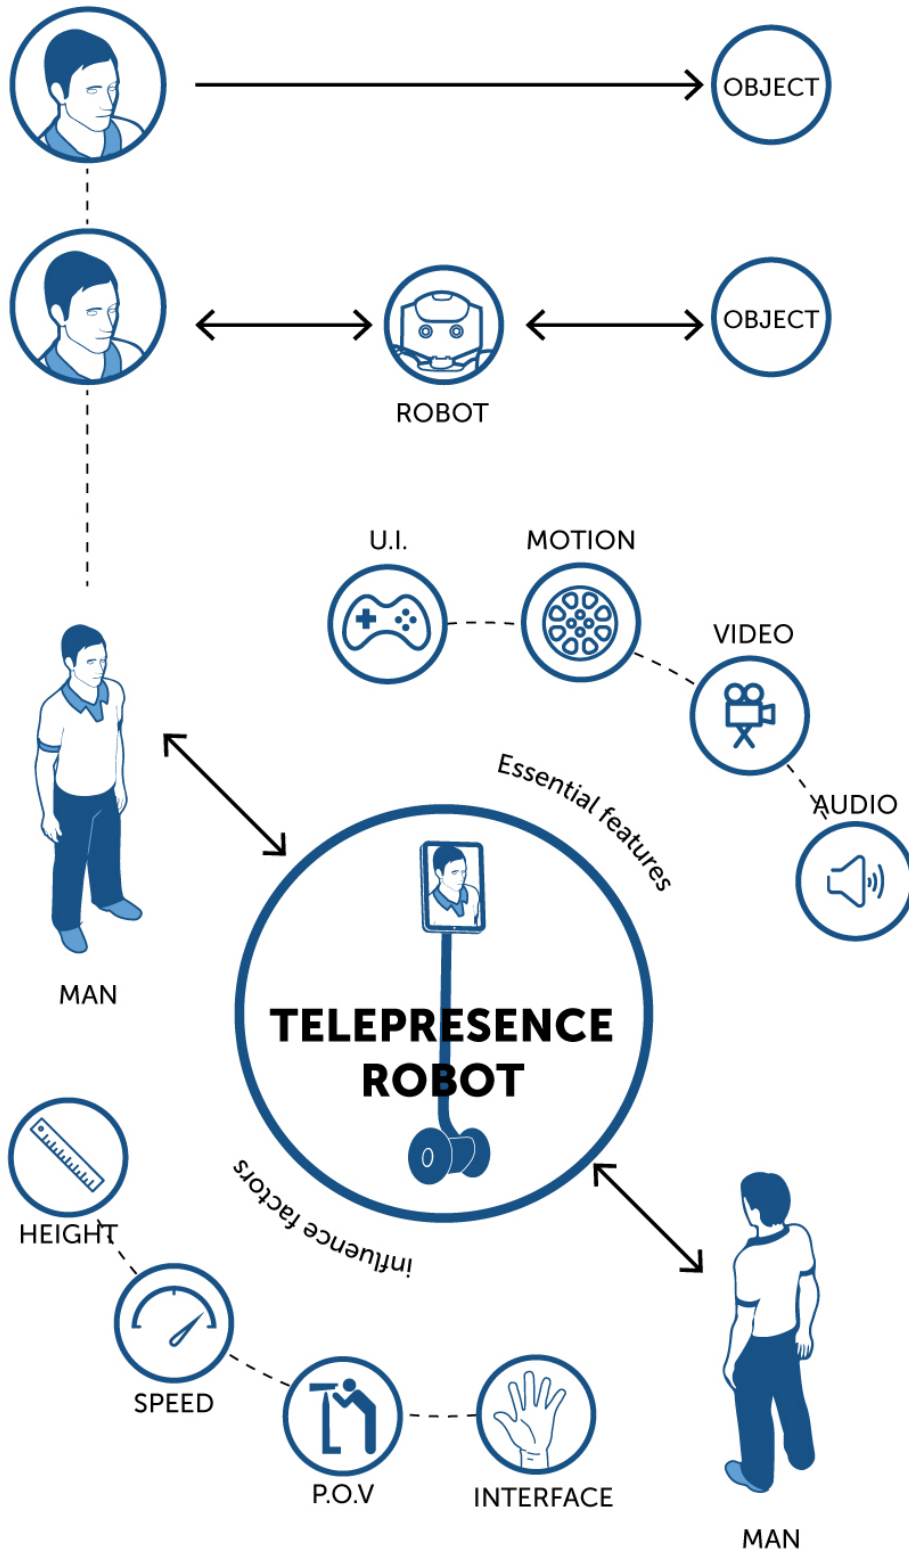 OBJECT
OBJECT
ROBOT
U.I.
MOTION
VIDEO
AUDIO
Essential features
MAN
TELEPRESENCE
ROBOT
influence factors
HEIGHT
SPEED
P.O.V
INTERFACE
MAN